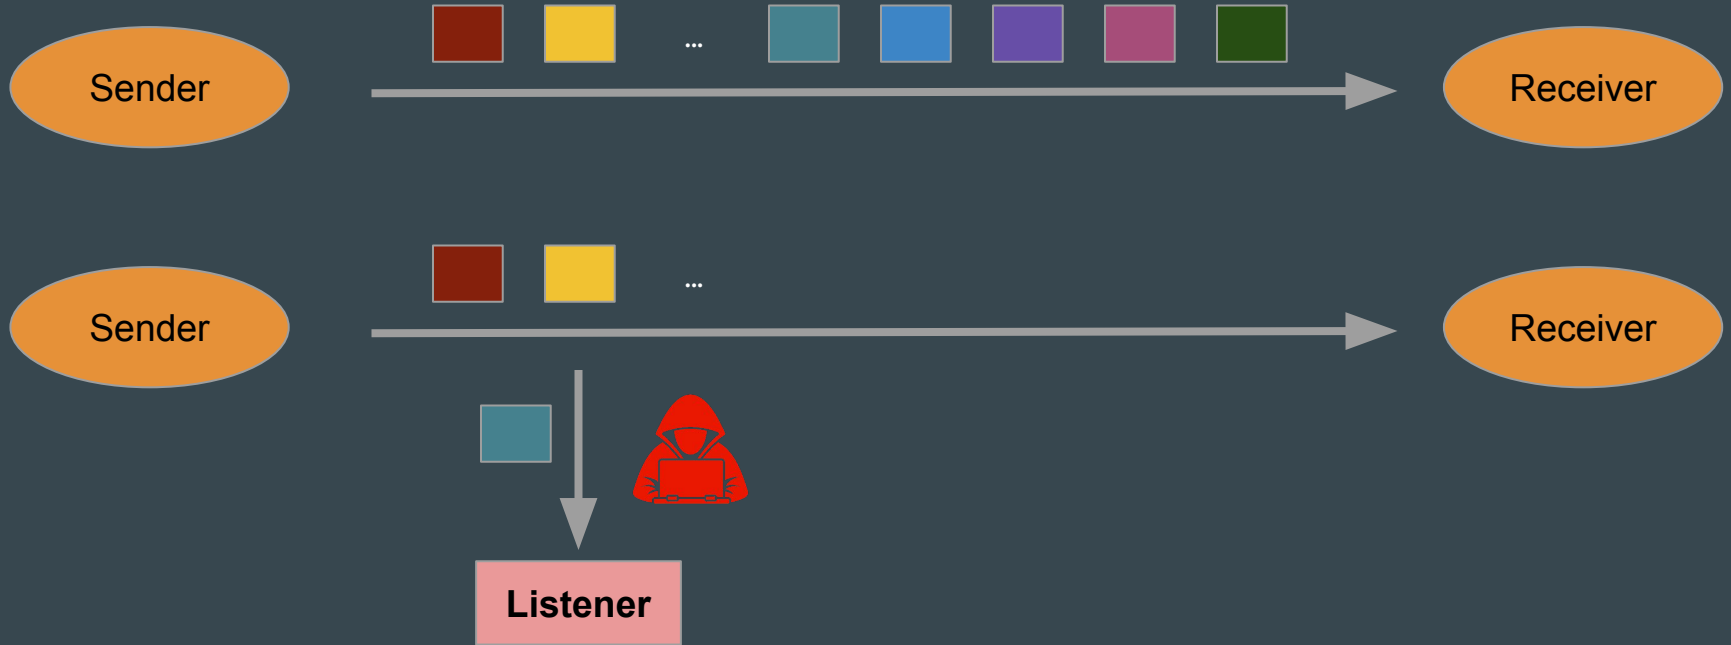 Sender
...
Receiver
Sender
...
Receiver
Listener